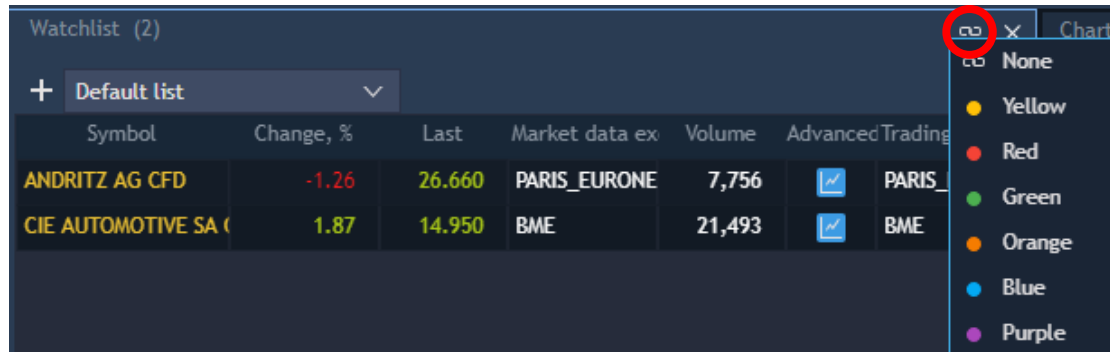 Watchlist (2)
Chart
None
Default list
Yellow
Symbol Change, % Last Market data ex Volume Advanced Trading
Red
ANDRITZ AG CFD -1.26 26.660 PARIS_EURONE 7,756 PARIS_
Green
CIE AUTOMOTIVE SA ( 1.87 14.950 BME 21,493 BME
Orange
Blue
Purple